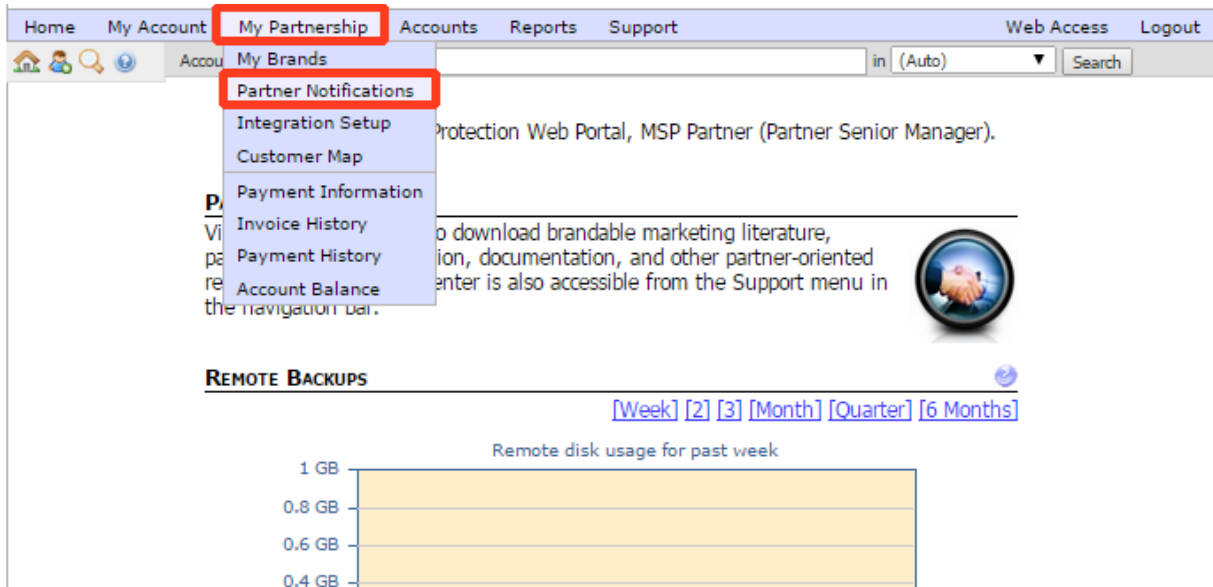 Home My Account My Partnership Accounts Reports Support Web Access Logout
Accou in (Auto) Search
My Brands
Partner Notifications
Integration Setup
Customer Map
Payment Information
Invoice History
Payment History
Account Balance
Protection Web Portal, MSP Partner (Partner Senior Manager).
P
Vi o download brandable marketing literature,
pa ion, documentation, and other partner-oriented
re enter is also accessible from the Support menu in
the navigation bar.
REMOTE BACKUPS
[Week] [2] [3] [Month] [Quarter] [6 Months]
Remote disk usage for past week
1 GB
0.8 GB
0.6 GB
0.4 GB